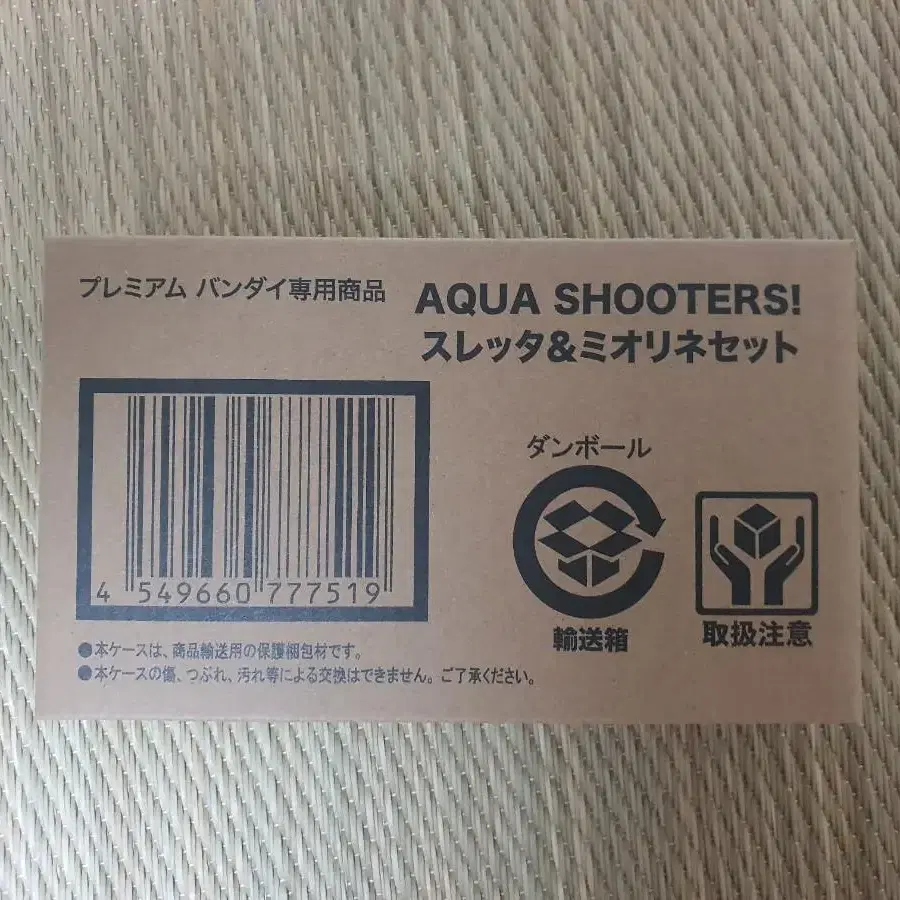 プレミアム バンダイ専用商品
AQUA SHOOTERS!
スレッタ&ミオリネセット
4 549660 777519
ダンボール
輸送箱
取扱注意
●本ケースは、商品輸送用の保護梱包材です。
●本ケースの傷、つぶれ、汚れ等による交換はできません。ご了承ください。